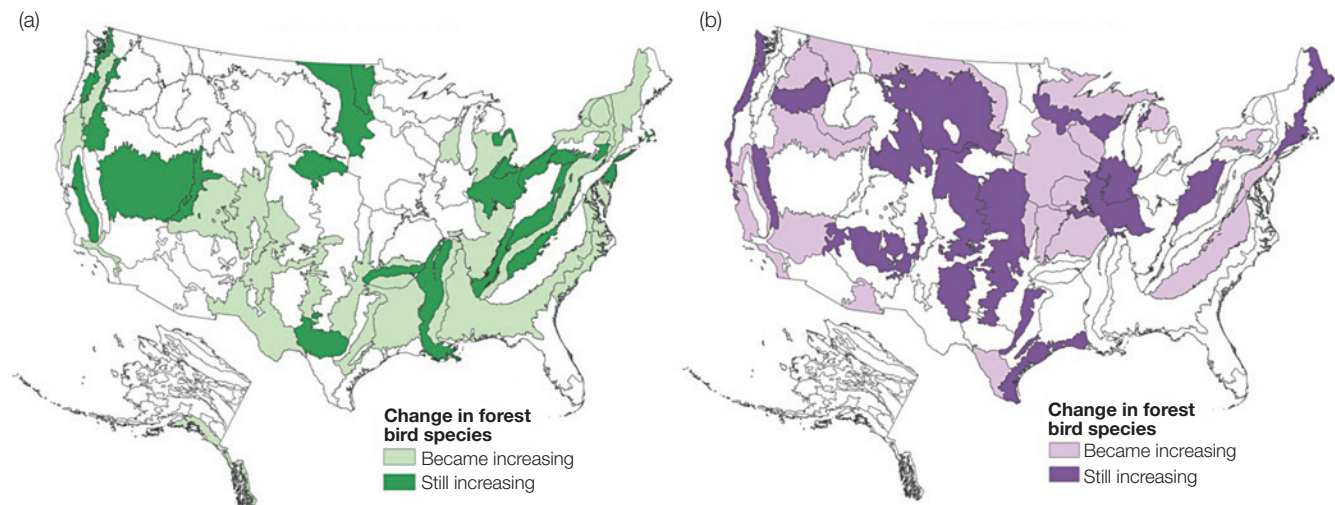 (a)
Change in forest
bird species
Became increasing
Still increasing
(b)
Change in forest
bird species
Became increasing
Still increasing